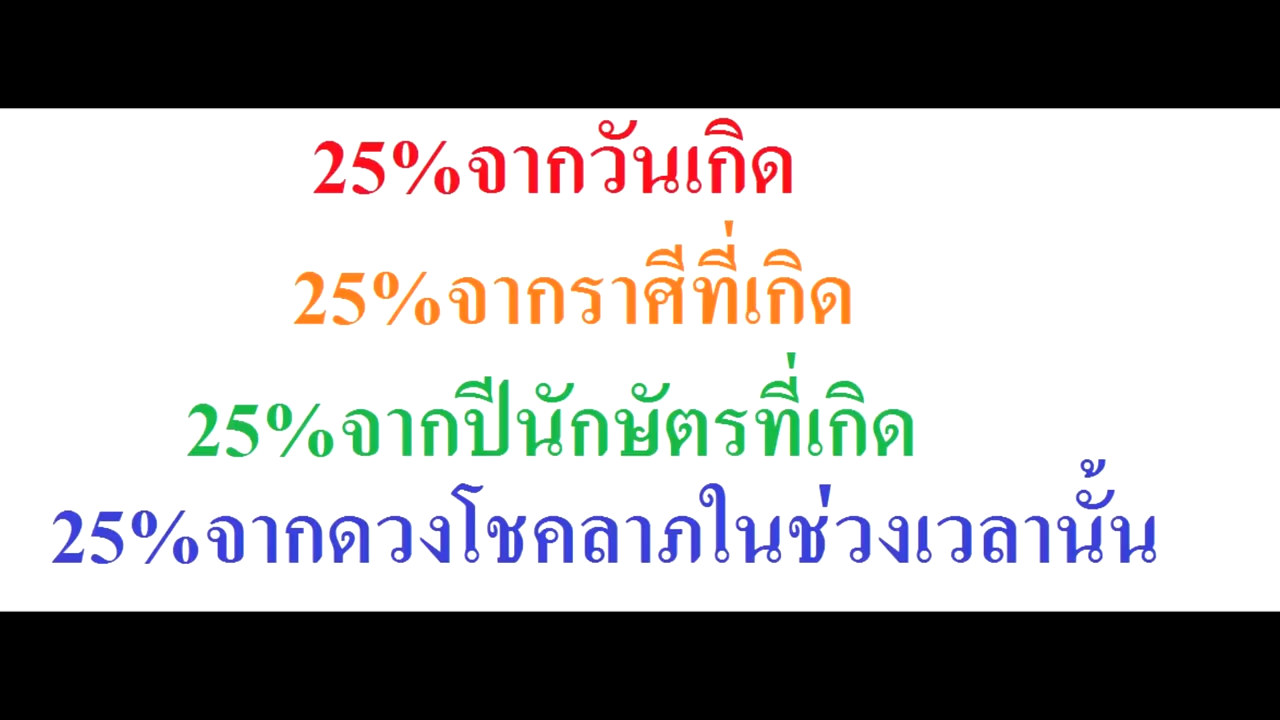 25%จากวันเกิด
25%จากราศีที่เกิด
25%จากปีนักษัตรที่เกิด
25%จากดวงโชคลาภในช่วงเวลานั้น